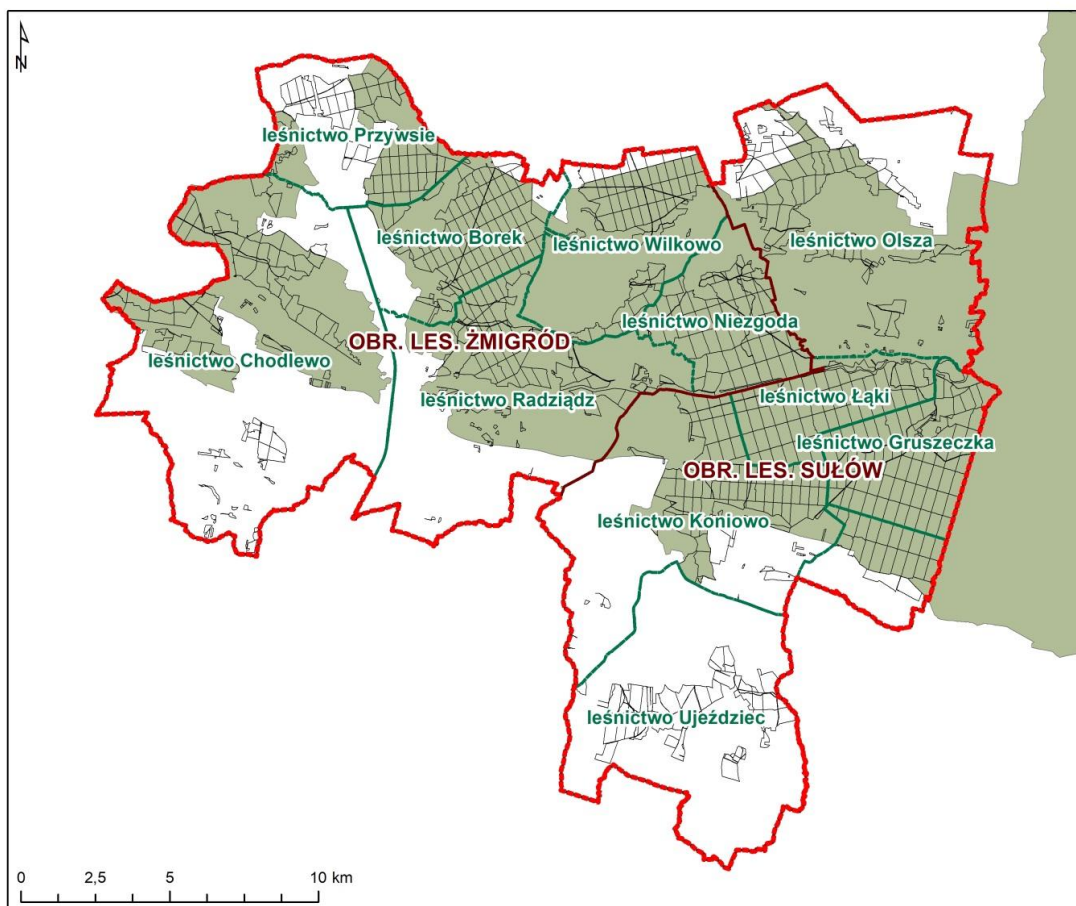 N
leśnictwo Przywsie
leśnictwo Borek
leśnictwo Wilkowo
leśnictwo Olsza
leśnictwo Niezgoda
OBR. LES. ŻMIGRÓD
leśnictwo Chodlewo
leśnictwo Radziądz
leśnictwo Łąki
leśnictwo Gruszeczka
OBR. LES. SUŁÓW
leśnictwo Koniowo
leśnictwo Ujeździec
0 2,5 5 10 km